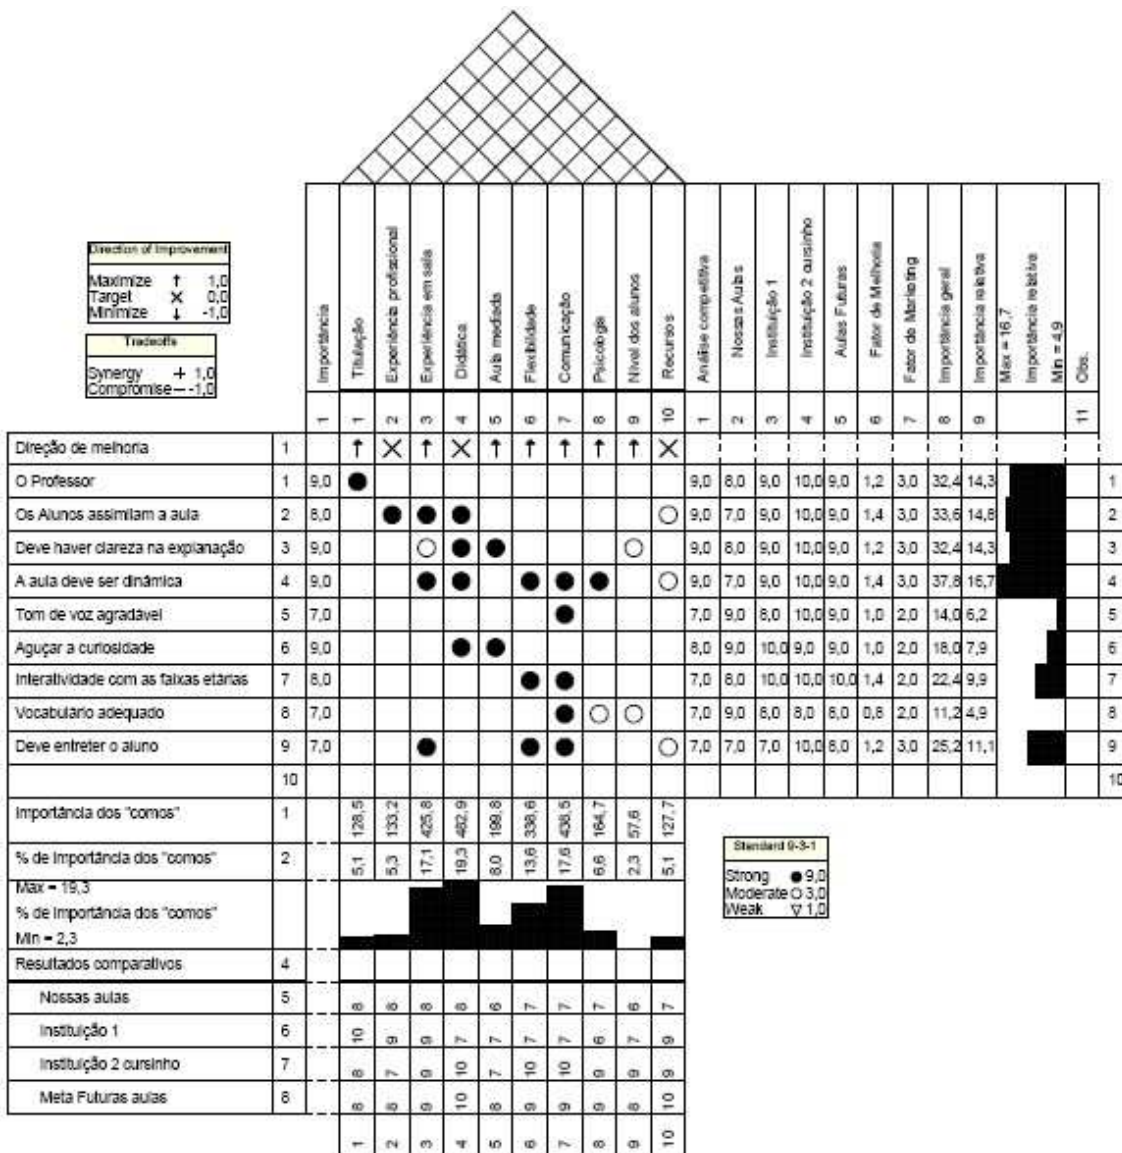 Direction of Improvement
Maximize ↑ 1,0
Target X 0,0
Minimize ↓ -1,0
Tradeoffs
Synergy + 1,0
Compromise – -1,0
Importância Titulação Experiência profissional Experiência em sala Didática Aula mediada Flexibilidade Comunicação Psicologia Nível dos alunos Recursos Análise competitiva Nossas Aulas Instituição 1 Instituição 2 cursinho Aulas Futuras Fator de Melhoria Fator de Marketing Importância geral Importância relativa Max = 16,7 Importância relativa Min = 4,9 Obs.
1 1 2 3 4 5 6 7 8 9 10 1 2 3 4 5 6 7 8 9 11
Direção de melhoria 1 ↑ X ↑ X ↑ ↑ ↑ ↑ ↑ X
O Professor 1 9,0 ● 9,0 8,0 9,0 10,0 9,0 1,2 3,0 32,4 14,3 1
Os Alunos assimilam a aula 2 8,0 ● ● ● ○ 9,0 7,0 9,0 10,0 9,0 1,4 3,0 33,6 14,8 2
Deve haver clareza na explanação 3 9,0 ○ ● ● ○ 9,0 8,0 9,0 10,0 9,0 1,2 3,0 32,4 14,3 3
A aula deve ser dinâmica 4 9,0 ● ● ● ● ● ○ 9,0 7,0 9,0 10,0 9,0 1,4 3,0 37,8 16,7 4
Tom de voz agradável 5 7,0 ● 7,0 9,0 8,0 10,0 9,0 1,0 2,0 14,0 6,2 5
Aguçar a curiosidade 6 9,0 ● ● 8,0 9,0 10,0 9,0 9,0 1,0 2,0 18,0 7,9 6
Interatividade com as faixas etárias 7 8,0 ● ● 7,0 8,0 10,0 10,0 10,0 1,4 2,0 22,4 9,9 7
Vocabulário adequado 8 7,0 ● ○ ○ 7,0 9,0 8,0 8,0 8,0 0,8 2,0 11,2 4,9 8
Deve entreter o aluno 9 7,0 ● ● ● ○ 7,0 7,0 7,0 10,0 8,0 1,2 3,0 25,2 11,1 9
10 10
Importância dos "comos" 1 128,5 133,2 425,8 482,9 199,8 338,6 438,5 164,7 57,6 127,7
% de Importância dos "comos" 2 5,1 5,3 17,1 19,3 8,0 13,6 17,6 6,6 2,3 5,1
Max = 19,3
% de Importância dos "comos"
Min = 2,3
Standard 9-3-1
Strong ● 9,0
Moderate ○ 3,0
Weak ▽ 1,0
Resultados comparativos 4
Nossas aulas 5 8 8 8 8 6 7 7 7 6 7
Instituição 1 6 10 9 9 7 7 7 7 6 7 9
Instituição 2 cursinho 7 8 7 9 10 7 10 10 9 9 9
Meta Futuras aulas 8 8 8 9 10 8 9 9 9 8 10
1 2 3 4 5 6 7 8 9 10